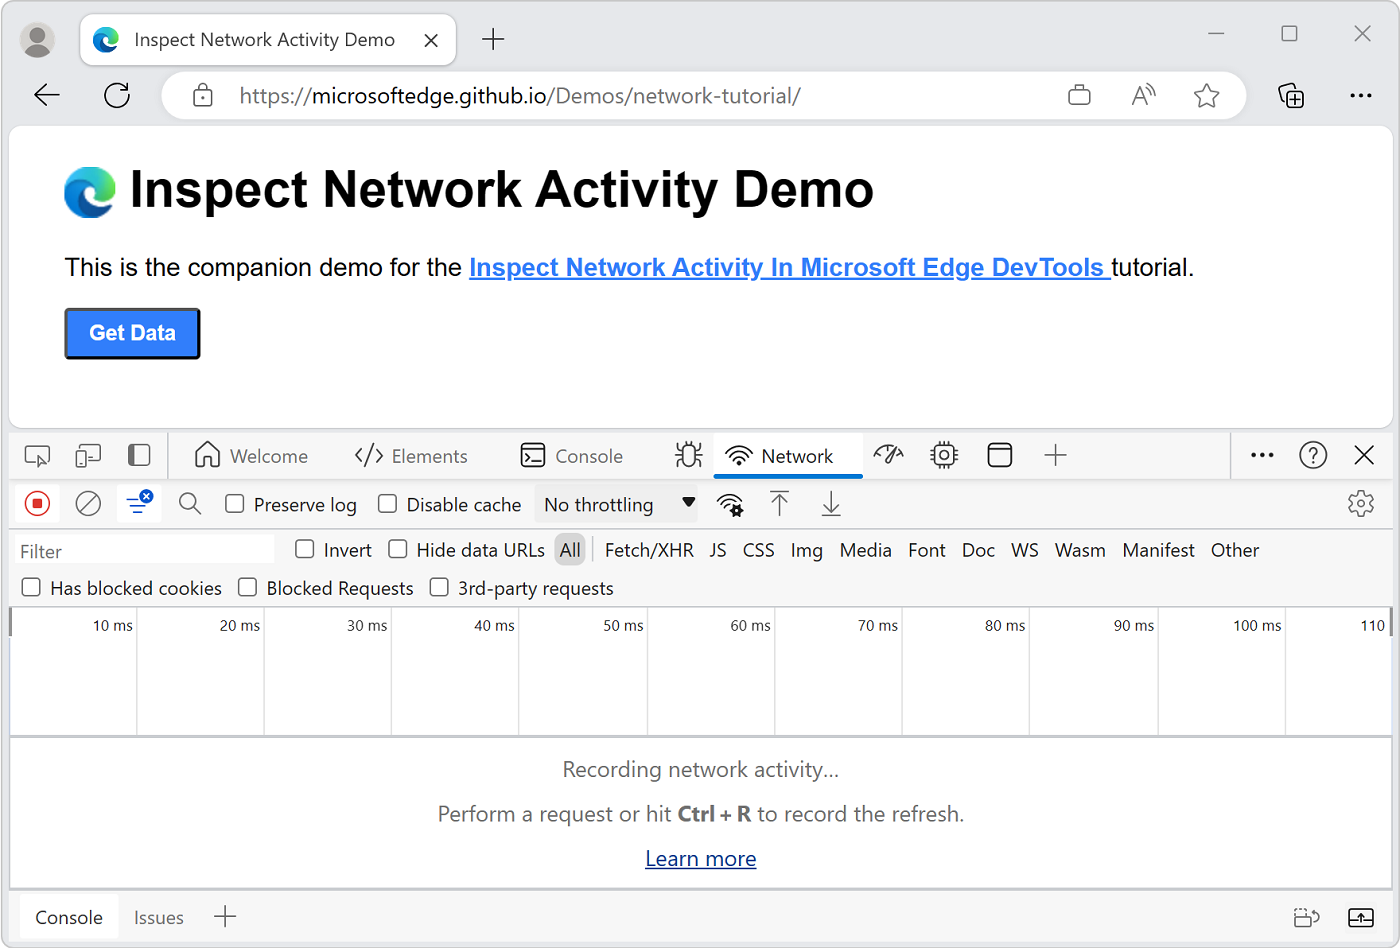 Inspect Network Activity Demo
https://microsoftedge.github.io/Demos/network-tutorial/
Inspect Network Activity Demo
This is the companion demo for the Inspect Network Activity In Microsoft Edge DevTools tutorial.
Get Data
Welcome Elements Console Network
Preserve log Disable cache No throttling
Filter Invert Hide data URLs All Fetch/XHR JS CSS Img Media Font Doc WS Wasm Manifest Other
Has blocked cookies Blocked Requests 3rd-party requests
10 ms 20 ms 30 ms 40 ms 50 ms 60 ms 70 ms 80 ms 90 ms 100 ms 110
Recording network activity...
Perform a request or hit Ctrl + R to record the refresh.
Learn more
Console Issues